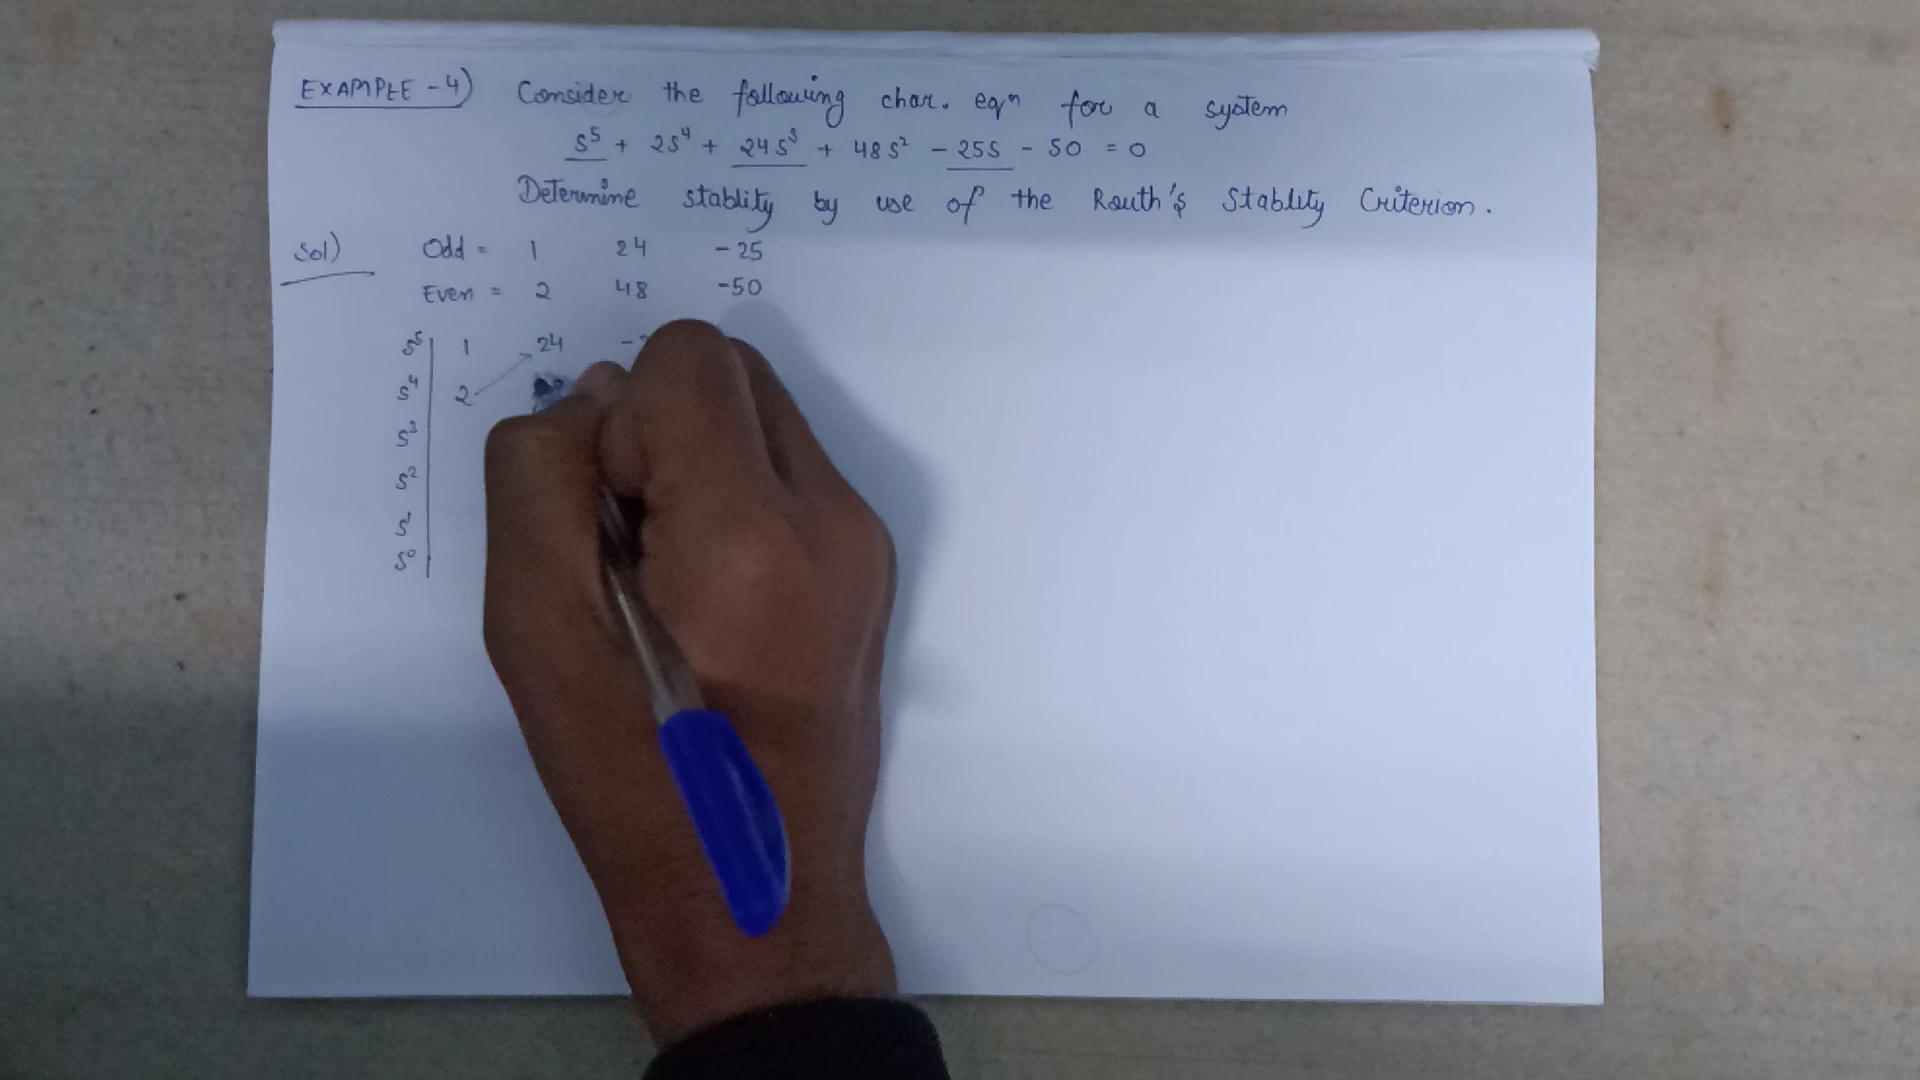 EXAMPLE - 4) Consider the following char. eqn for a system
s⁵ + 2s⁴ + 24s³ + 48s² - 25s - 50 = 0
Determine stablity by use of the Routh's Stablity Criterion.
Sol) Odd = 1 24 -25
Even = 2 48 -50
s⁵ 1 24 -
s⁴ 2
s³
s²
s¹
s⁰